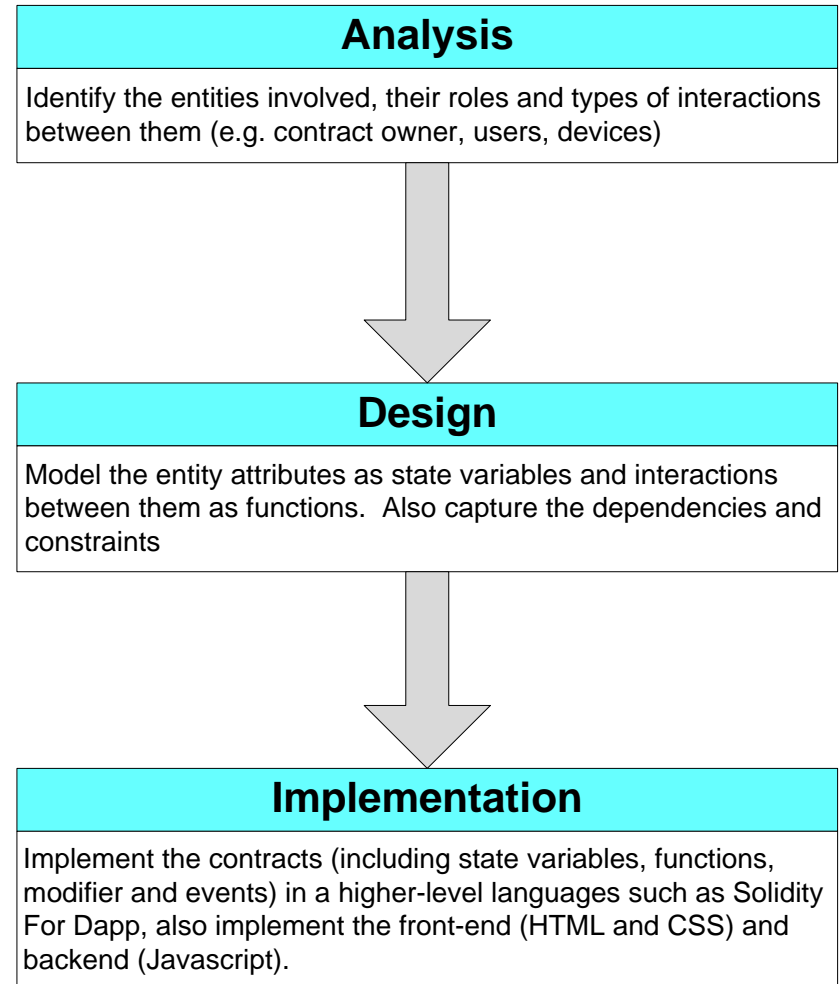 Analysis
Identify the entities involved, their roles and types of interactions
between them (e.g. contract owner, users, devices)
Design
Model the entity attributes as state variables and interactions
between them as functions.  Also capture the dependencies and
constraints
Implementation
Implement the contracts (including state variables, functions,
modifier and events) in a higher-level languages such as Solidity
For Dapp, also implement the front-end (HTML and CSS) and
backend (Javascript).